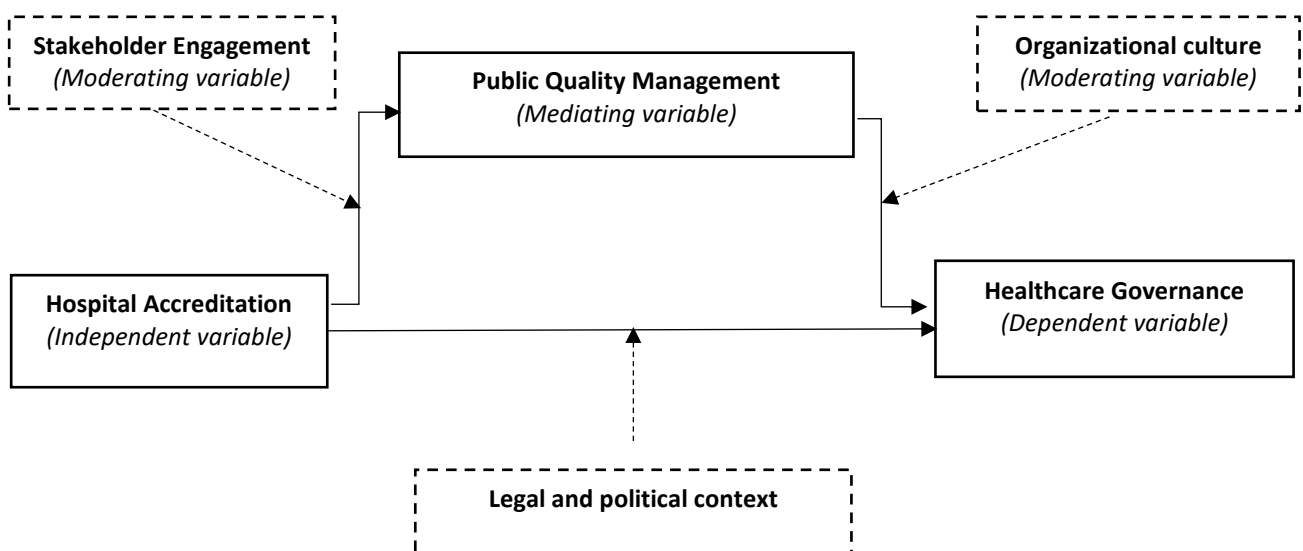 Stakeholder Engagement
(Moderating variable)
Organizational culture
(Moderating variable)
Public Quality Management
(Mediating variable)
Hospital Accreditation
(Independent variable)
Healthcare Governance
(Dependent variable)
Legal and political context